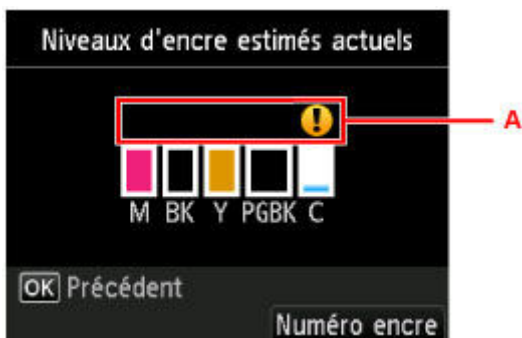 Niveaux d'encre estimés actuels
A
M BK Y PGBK C
OK Précédent
Numéro encre